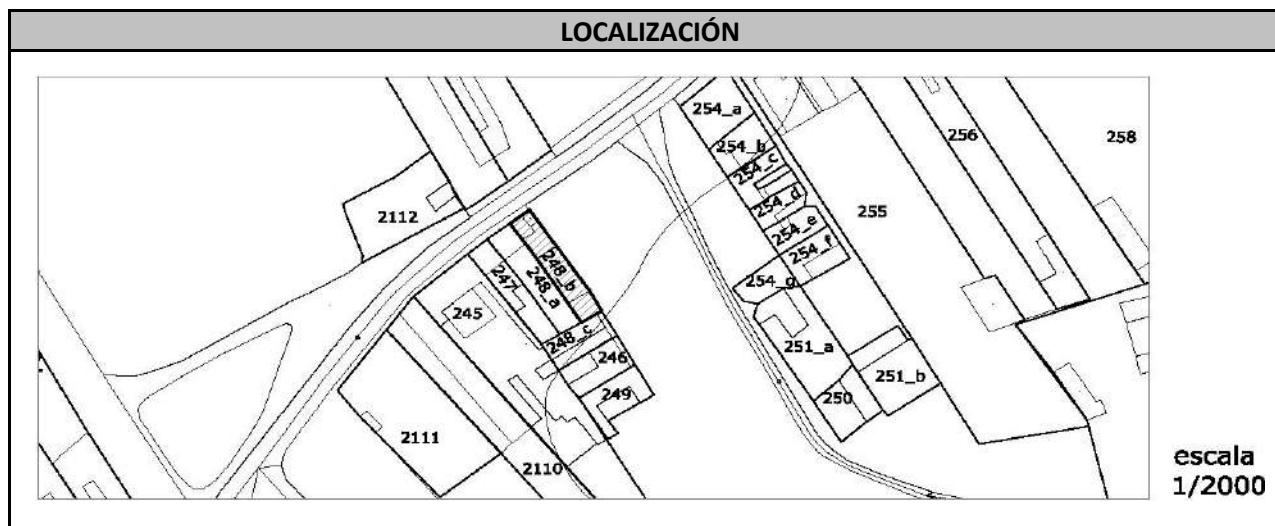 LOCALIZACIÓN
254_a
254_b
254_c
254_d
254_e
254_f
254_g
255
256
258
2112
248_b
248_a
247
245
248_c
246
249
251_a
251_b
250
2111
2110
escala
1/2000